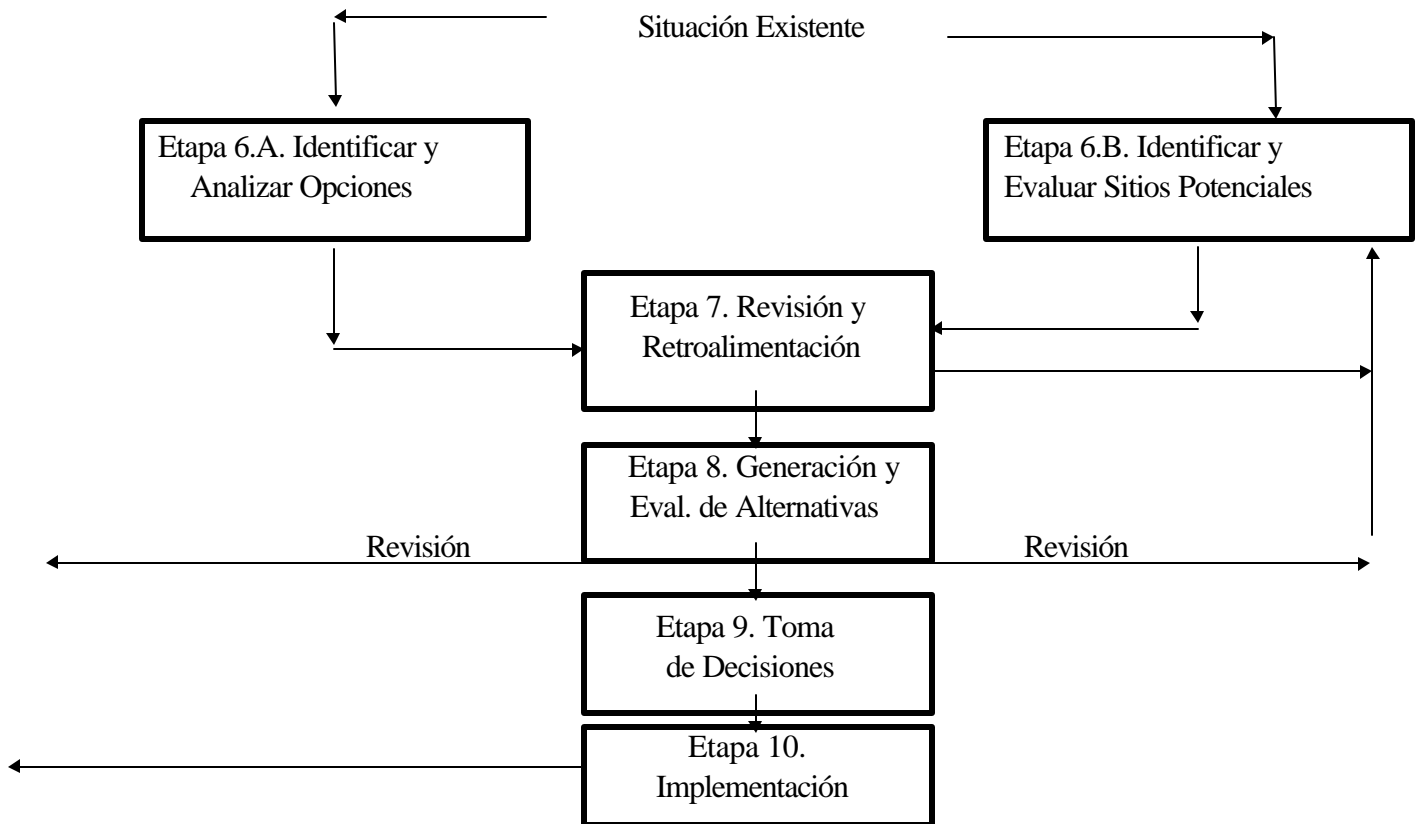 Situación Existente
Etapa 6.A. Identificar y
Analizar Opciones
Etapa 6.B. Identificar y
Evaluar Sitios Potenciales
Etapa 7. Revisión y
Retroalimentación
Etapa 8. Generación y
Eval. de Alternativas
Revisión
Revisión
Etapa 9. Toma
de Decisiones
Etapa 10.
Implementación